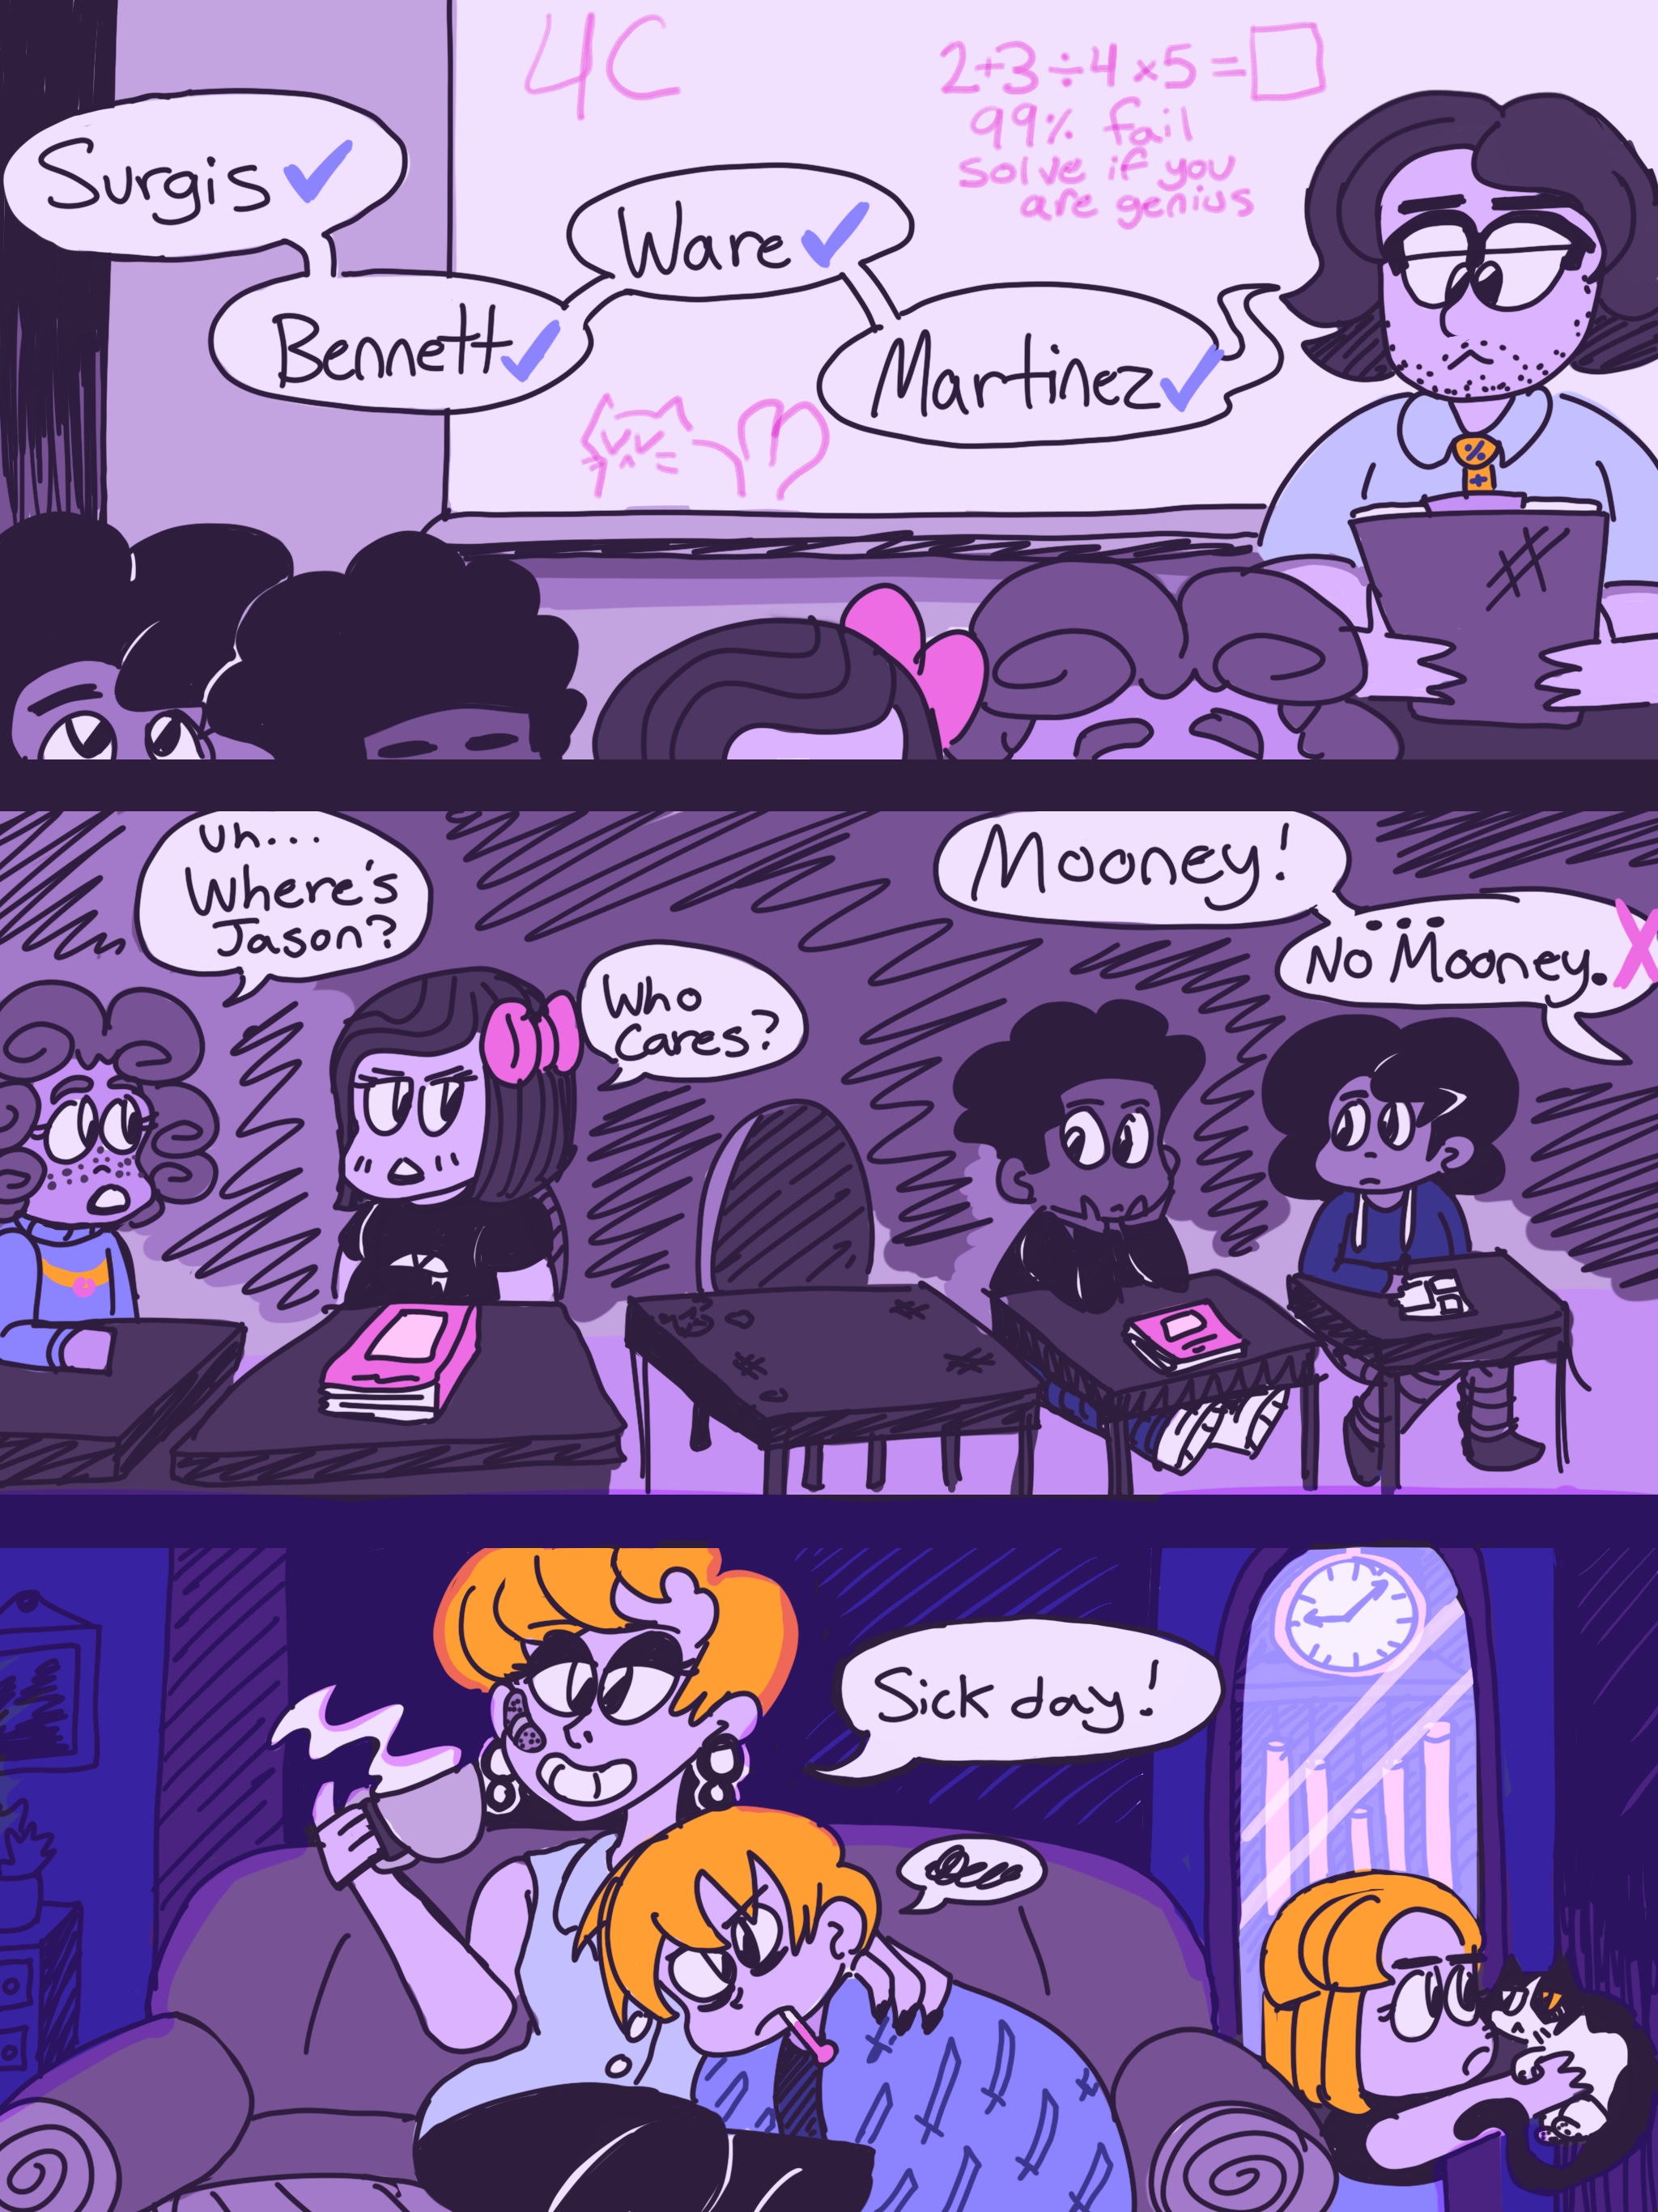 4C
2+3÷4×5=
99% fail
solve if you
are genius
Surgis
Bennett
Ware
Martinez
uh...
Where's
Jason?
Who
cares?
Mooney!
...
No Mooney.
Sick day!